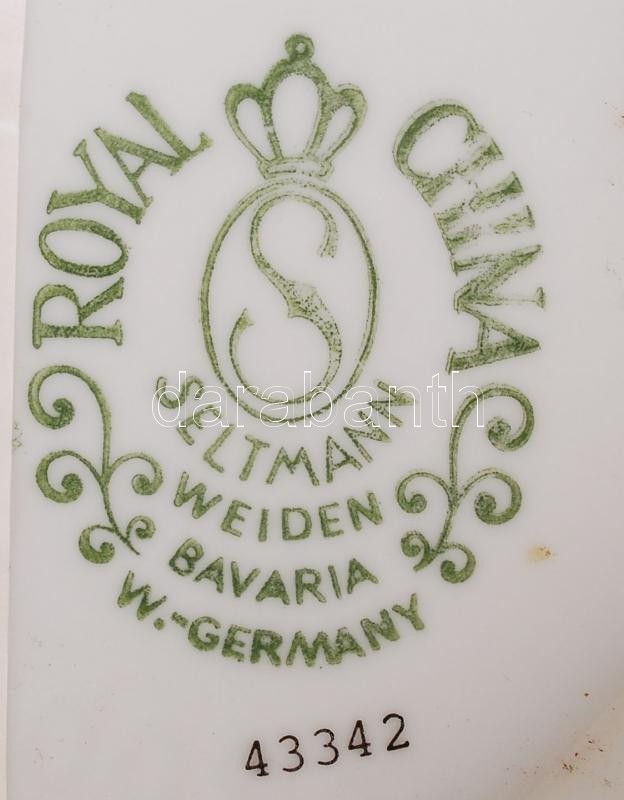 ROYAL CHINA
S
SELTMANN
WEIDEN
BAVARIA
W.-GERMANY
43342
darabanth